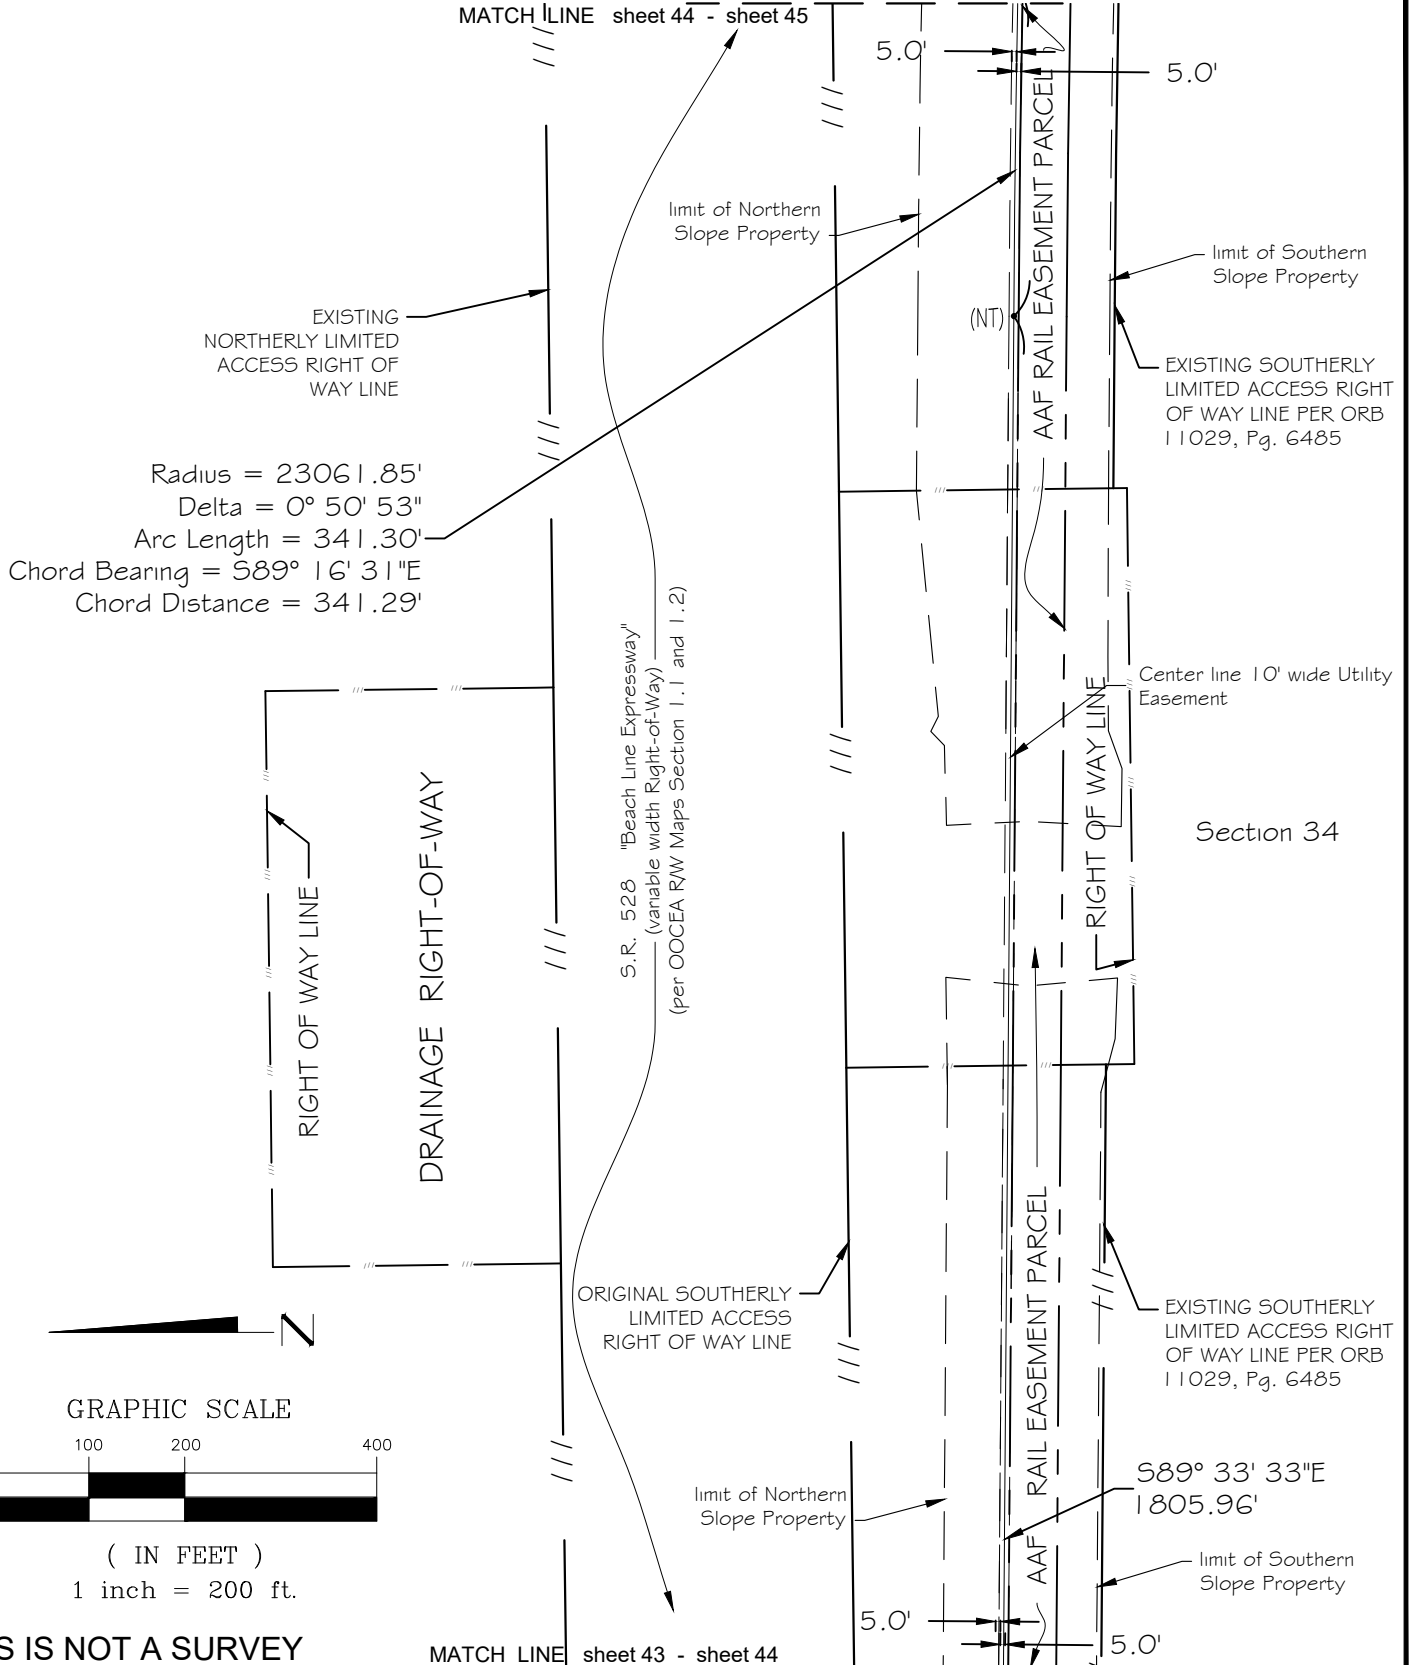 MATCH LINE sheet 44 - sheet 45
5.0'
5.0'
limit of Northern
Slope Property
AAF RAIL EASEMENT PARCEL
limit of Southern
Slope Property
EXISTING
NORTHERLY LIMITED
ACCESS RIGHT OF
WAY LINE
(NT)
EXISTING SOUTHERLY
LIMITED ACCESS RIGHT
OF WAY LINE PER ORB
11029, Pg. 6485
Radius = 23061.85'
Delta = 0° 50' 53"
Arc Length = 341.30'
Chord Bearing = S89° 16' 31"E
Chord Distance = 341.29'
S.R. 528 "Beach Line Expressway"
(variable width Right-of-Way)
(per OOCEA R/W Maps Section 1.1 and 1.2)
Center line 10' wide Utility
Easement
RIGHT OF WAY LINE
Section 34
RIGHT OF WAY LINE
DRAINAGE RIGHT-OF-WAY
ORIGINAL SOUTHERLY
LIMITED ACCESS
RIGHT OF WAY LINE
AAF RAIL EASEMENT PARCEL
EXISTING SOUTHERLY
LIMITED ACCESS RIGHT
OF WAY LINE PER ORB
11029, Pg. 6485
N
GRAPHIC SCALE
100 200 400
( IN FEET )
1 inch = 200 ft.
limit of Northern
Slope Property
S89° 33' 33"E
1805.96'
limit of Southern
Slope Property
5.0'
5.0'
S IS NOT A SURVEY
MATCH LINE sheet 43 - sheet 44